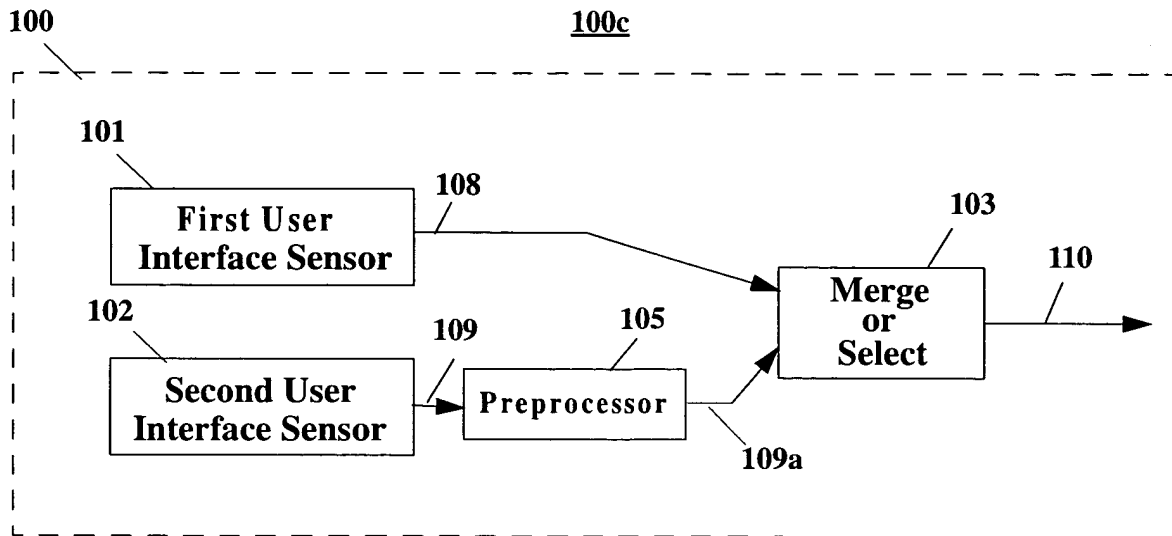 100
100c
101
First User
Interface Sensor
108
103
Merge
or
Select
110
102
Second User
Interface Sensor
109
105
Preprocessor
109a